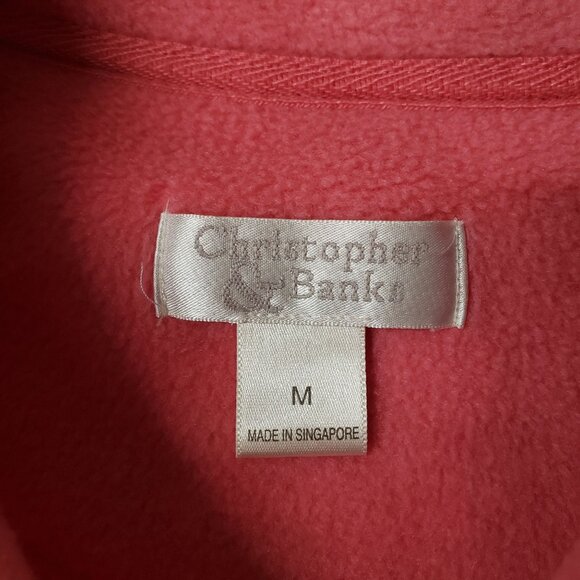 Christopher
& Banks
M
MADE IN SINGAPORE